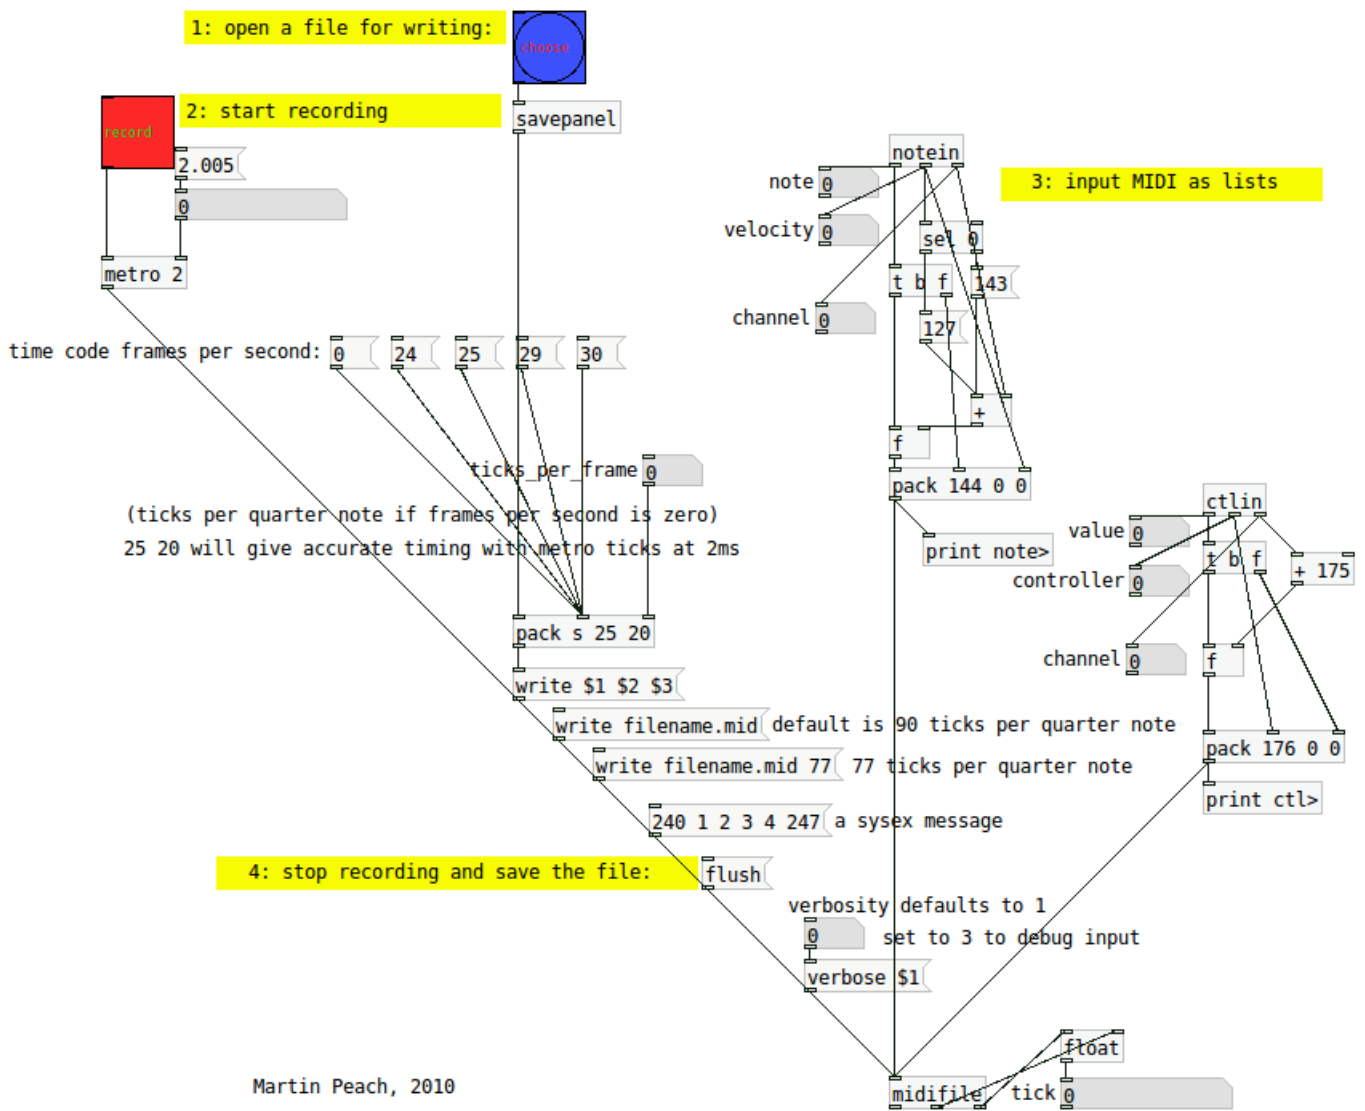 1: open a file for writing:
choose
record
2: start recording
savepanel
2.005
0
metro 2
notein
3: input MIDI as lists
note 0
velocity 0
sel 0
t b f
143
channel 0
127
time code frames per second: 0 24 25 29 30
+
f
ticks_per_frame 0
pack 144 0 0
(ticks per quarter note if frames per second is zero)
25 20 will give accurate timing with metro ticks at 2ms
print note>
ctlin
value 0
t b f
+ 175
controller 0
pack s 25 20
channel 0
f
write $1 $2 $3
write filename.mid default is 90 ticks per quarter note
pack 176 0 0
write filename.mid 77 77 ticks per quarter note
print ctl>
240 1 2 3 4 247 a sysex message
4: stop recording and save the file: flush
verbosity defaults to 1
0 set to 3 to debug input
verbose $1
float
Martin Peach, 2010
midifile
tick 0